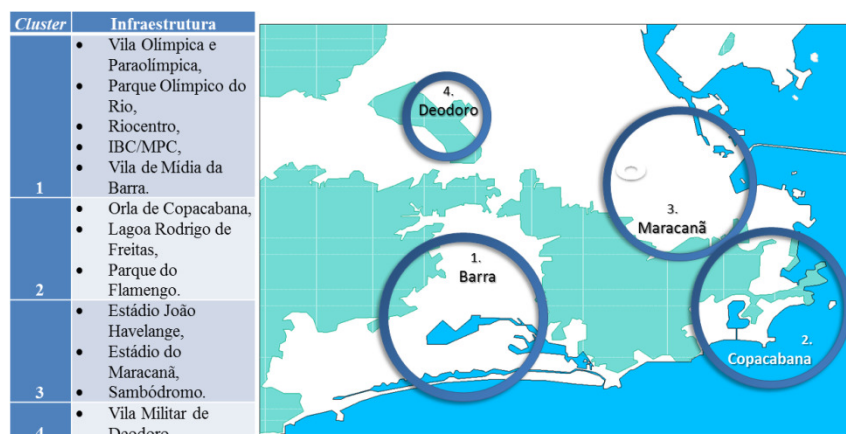 Cluster Infraestrutura
• Vila Olímpica e
Paraolímpica,
• Parque Olímpico do
Rio,
• Riocentro,
• IBC/MPC,
• Vila de Mídia da
1 Barra.
• Orla de Copacabana,
• Lagoa Rodrigo de
Freitas,
• Parque do
2 Flamengo.
• Estádio João
Havelange,
• Estádio do
Maracanã,
3 • Sambódromo.
• Vila Militar de
4 Deodoro
4.
Deodoro
3.
Maracanã
1.
Barra
2.
Copacabana